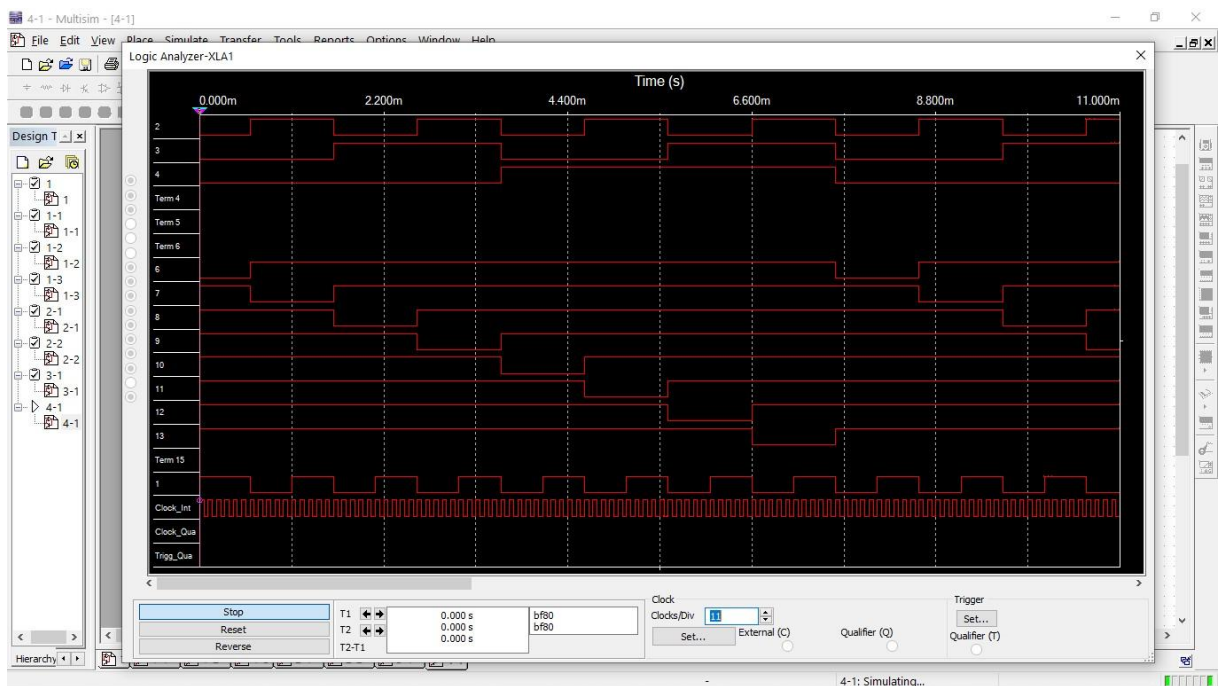 4-1 - Multisim - [4-1]
File Edit View Place Simulate Transfer Tools Reports Options Window Help
Logic Analyzer-XLA1
Time (s)
0.000m 2.200m 4.400m 6.600m 8.800m 11.000m
Design T
1
1
1-1
1-1
1-2
1-2
1-3
1-3
2-1
2-1
2-2
2-2
3-1
3-1
4-1
4-1
2
3
4
Term 4
Term 5
Term 6
6
7
8
9
10
11
12
13
Term 15
1
Clock_Int
Clock_Qua
Trigg_Qua
Stop
Reset
Reverse
T1 0.000 s bf80
T2 0.000 s bf80
T2-T1 0.000 s
Clock
Clocks/Div 11
Set... External (C) Qualifier (Q)
Trigger
Set...
Qualifier (T)
Hierarchy
- 4-1: Simulating...